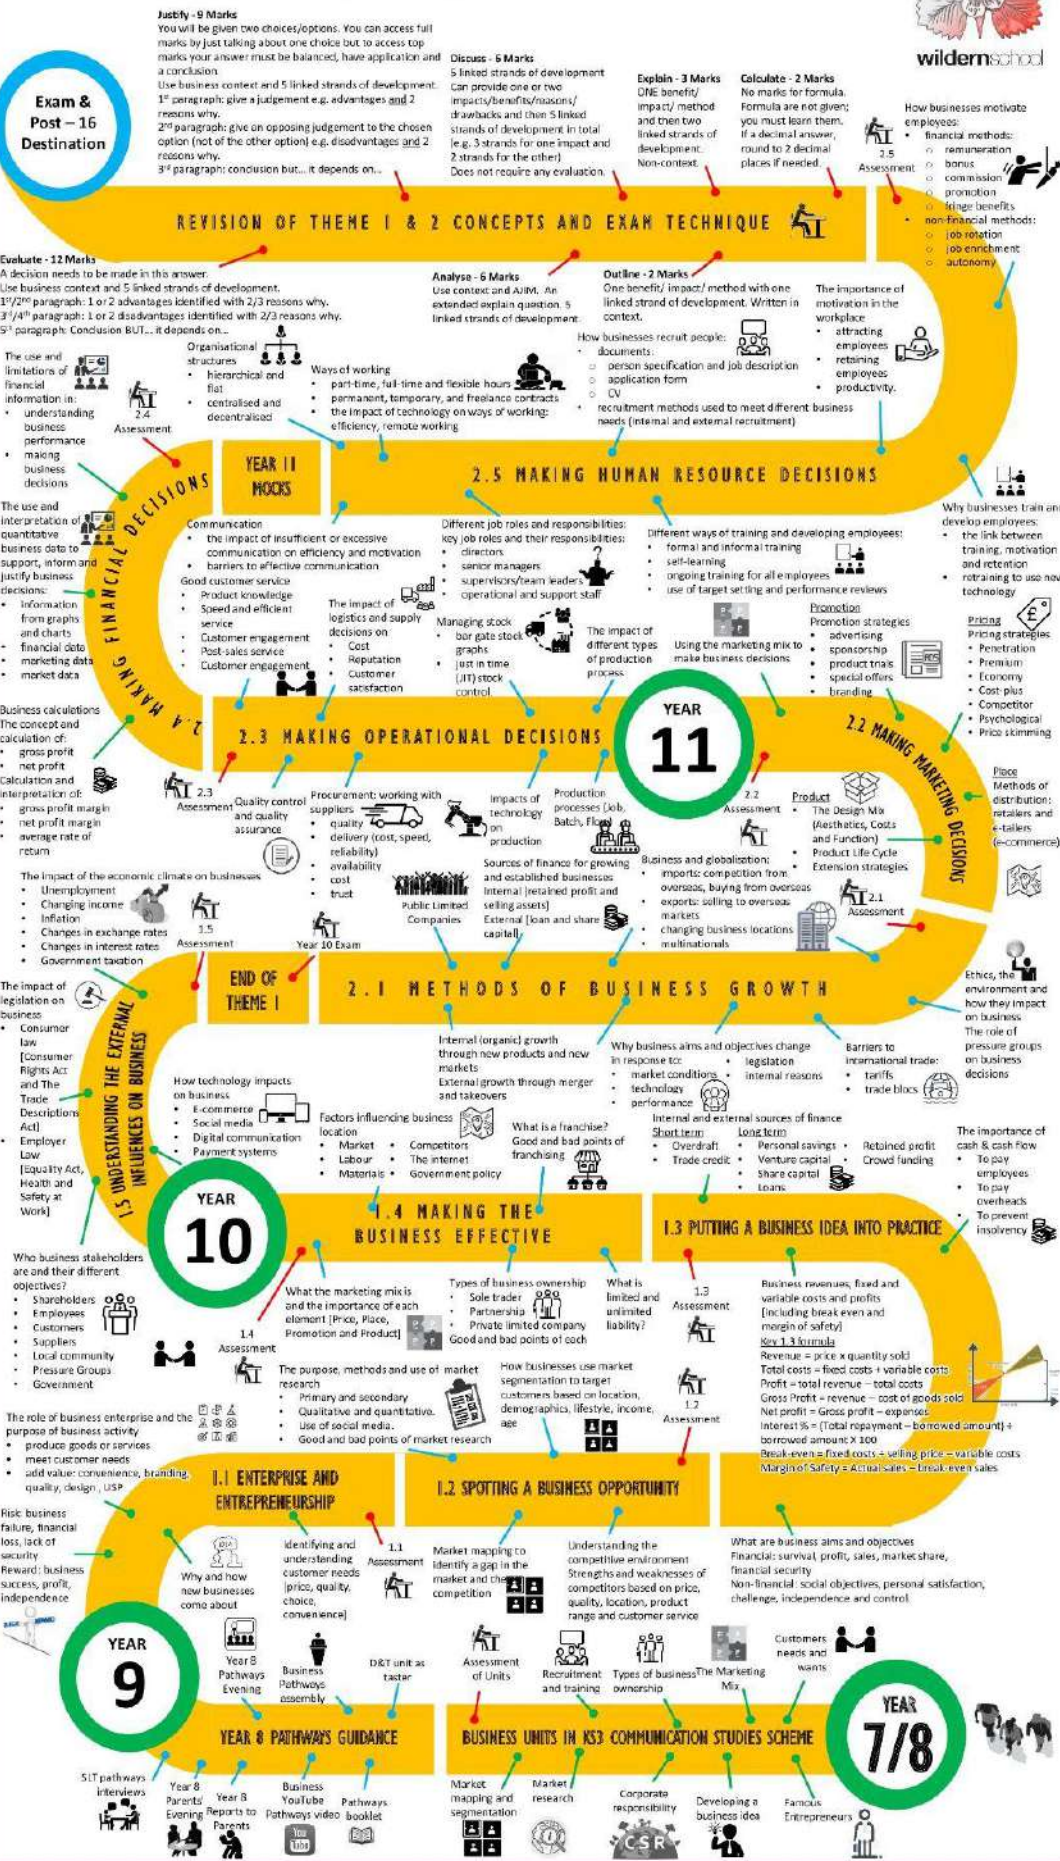 Justify - 9 Marks
You will be given two choices/options. You can access full
marks by just talking about one choice but to access top
marks your answer must be balanced, have application and
a conclusion
Use business context and 5 linked strands of development.
1st paragraph: give a judgement e.g. advantages and 2
reasons why.
2nd paragraph: give an opposing judgement to the chosen
option (not of the other option) e.g. disadvantages and 2
reasons why.
3rd paragraph: conclusion but... it depends on...
Discuss - 6 Marks
5 linked strands of development
Can provide one or two
impacts/benefits/reasons/
drawbacks and then 5 linked
strands of development in total
(e.g. 3 strands for one impact and
2 strands for the other)
Does not require any evaluation.
Explain - 3 Marks
ONE benefit/
impact/ method
and then two
linked strands of
development.
Non-context.
Calculate - 2 Marks
No marks for formula.
Formula are not given;
you must learn them.
If a decimal answer,
round to 2 decimal
places if needed.
wildernschool
2.5
Assessment
How businesses motivate
employees:
• financial methods:
o remuneration
o bonus
o commission
o promotion
o fringe benefits
• non-financial methods:
o job rotation
o job enrichment
o autonomy
Exam &
Post – 16
Destination
REVISION OF THEME 1 & 2 CONCEPTS AND EXAM TECHNIQUE
Evaluate - 12 Marks
A decision needs to be made in this answer.
Use business context and 5 linked strands of development.
1st/2nd paragraph: 1 or 2 advantages identified with 2/3 reasons why.
3rd/4th paragraph: 1 or 2 disadvantages identified with 2/3 reasons why.
5th paragraph: Conclusion BUT... it depends on...
Analyse - 6 Marks
Use context and AJIM. An
extended explain question. 5
linked strands of development.
Outline - 2 Marks
One benefit/ impact/ method with one
linked strand of development. Written in
context.
The importance of
motivation in the
workplace
• attracting
employees
• retaining
employees
• productivity.
The use and
limitations of
financial
information in:
• understanding
business
performance
• making
business
decisions
2.4
Assessment
Organisational
structures
• hierarchical and
flat
• centralised and
decentralised
Ways of working
• part-time, full-time and flexible hours
• permanent, temporary, and freelance contracts
• the impact of technology on ways of working:
efficiency, remote working
How businesses recruit people:
• documents:
o person specification and job description
o application form
o CV
• recruitment methods used to meet different business
needs (internal and external recruitment)
YEAR 11
MOCKS
2.5 MAKING HUMAN RESOURCE DECISIONS
2.4 MAKING FINANCIAL DECISIONS
The use and
interpretation of
quantitative
business data to
support, inform and
justify business
decisions:
• information
from graphs
and charts
• financial data
• marketing data
• market data
Communication
• the impact of insufficient or excessive
communication on efficiency and motivation
• barriers to effective communication
Good customer service
• Product knowledge
• Speed and efficient
service
• Customer engagement
• Post-sales service
• Customer engagement
The impact of
logistics and supply
decisions on
• Cost
• Reputation
• Customer
satisfaction
Different job roles and responsibilities:
key job roles and their responsibilities:
• directors
• senior managers
• supervisors/team leaders
• operational and support staff
Managing stock
• bar gate stock
graphs
• just in time
(JIT) stock
control
The impact of
different types
of production
process
Different ways of training and developing employees:
• formal and informal training
• self-learning
• ongoing training for all employees
• use of target setting and performance reviews
Using the marketing mix to
make business decisions
Promotion
Promotion strategies
• advertising
• sponsorship
• product trials
• special offers
• branding
Why businesses train and
develop employees:
• the link between
training, motivation
and retention
• retraining to use new
technology
Pricing
Pricing strategies
• Penetration
• Premium
• Economy
• Cost-plus
• Competitor
• Psychological
• Price skimming
Business calculations
The concept and
calculation of:
• gross profit
• net profit
Calculation and
interpretation of:
• gross profit margin
• net profit margin
• average rate of
return
2.3 MAKING OPERATIONAL DECISIONS
YEAR
11
2.2 MAKING MARKETING DECISIONS
2.3
Assessment
Quality control
and quality
assurance
Procurement: working with
suppliers
• quality
• delivery (cost, speed,
reliability)
• availability
• cost
• trust
Impacts of
technology
on
production
Production
processes (Job,
Batch, Flow)
2.2
Assessment
Product
• The Design Mix
(Aesthetics, Costs
and Function)
• Product Life Cycle
• Extension strategies
Place
Methods of
distribution:
retailers and
e-tailers
(e-commerce)
The impact of the economic climate on businesses
• Unemployment
• Changing income
• Inflation
• Changes in exchange rates
• Changes in interest rates
• Government taxation
1.5
Assessment
Year 10 Exam
Public Limited
Companies
Sources of finance for growing
and established businesses
Internal [retained profit and
selling assets]
External [loan and share
capital]
Business and globalisation:
• imports: competition from
overseas, buying from overseas
• exports: selling to overseas
markets
• changing business locations
• multinationals
2.1
Assessment
END OF
THEME 1
2.1 METHODS OF BUSINESS GROWTH
Ethics, the
environment and
how they impact
on business
The role of
pressure groups
on business
decisions
The impact of
legislation on
business
• Consumer
law
[Consumer
Rights Act
and The
Trade
Descriptions
Act]
• Employer
Law
[Equality Act,
Health and
Safety at
Work]
1.5 UNDERSTANDING THE EXTERNAL
INFLUENCES ON BUSINESS
How technology impacts
on business
• E-commerce
• Social media
• Digital communication
• Payment systems
Internal (organic) growth
through new products and new
markets
External growth through merger
and takeovers
Why business aims and objectives change
in response to:
• market conditions
• technology
• performance
• legislation
• internal reasons
Barriers to
international trade:
• tariffs
• trade blocs
Factors influencing business
location
• Market
• Labour
• Materials
• Competitors
• The internet
• Government policy
What is a franchise?
Good and bad points of
franchising
Internal and external sources of finance
Short term
• Overdraft
• Trade credit
Long term
• Personal savings
• Venture capital
• Share capital
• Loans
• Retained profit
• Crowd funding
The importance of
cash & cash flow
• To pay
employees
• To pay
overheads
• To prevent
insolvency
YEAR
10
1.4 MAKING THE
BUSINESS EFFECTIVE
1.3 PUTTING A BUSINESS IDEA INTO PRACTICE
Who business stakeholders
are and their different
objectives?
• Shareholders
• Employees
• Customers
• Suppliers
• Local community
• Pressure Groups
• Government
1.4
Assessment
What the marketing mix is
and the importance of each
element [Price, Place,
Promotion and Product]
Types of business ownership
• Sole trader
• Partnership
• Private limited company
Good and bad points of each
What is
limited and
unlimited
liability?
1.3
Assessment
Business revenues, fixed and
variable costs and profits
[including break even and
margin of safety]
Key 1.3 formula
Revenue = price x quantity sold
Total costs = fixed costs + variable costs
Profit = total revenue – total costs
Gross Profit = revenue – cost of goods sold
Net profit = Gross profit – expenses
Interest % = (Total repayment – borrowed amount) ÷
borrowed amount X 100
Break-even = fixed costs ÷ selling price – variable costs
Margin of Safety = Actual sales – break-even sales
The purpose, methods and use of market
research
• Primary and secondary
• Qualitative and quantitative.
• Use of social media.
• Good and bad points of market research
How businesses use market
segmentation to target
customers based on location,
demographics, lifestyle, income,
age
1.2
Assessment
The role of business enterprise and the
purpose of business activity
• produce goods or services
• meet customer needs
• add value: convenience, branding,
quality, design, USP
1.1 ENTERPRISE AND
ENTREPRENEURSHIP
1.2 SPOTTING A BUSINESS OPPORTUNITY
Risk: business
failure, financial
loss, lack of
security
Reward: business
success, profit,
independence
Why and how
new businesses
come about
Identifying and
understanding
customer needs
[price, quality,
choice,
convenience]
1.1
Assessment
Market mapping to
identify a gap in the
market and the
competition
Understanding the
competitive environment
Strengths and weaknesses of
competitors based on price,
quality, location, product
range and customer service
What are business aims and objectives
Financial: survival, profit, sales, market share,
financial security
Non-financial: social objectives, personal satisfaction,
challenge, independence and control.
YEAR
9
Year 8
Pathways
Evening
Business
Pathways
assembly
D&T unit as
taster
Assessment
of Units
Recruitment
and training
Types of business
ownership
The Marketing
Mix
Customers
needs and
wants
YEAR 8 PATHWAYS GUIDANCE
BUSINESS UNITS IN KS3 COMMUNICATION STUDIES SCHEME
YEAR
7/8
SLT pathways
interviews
Year 8
Parents'
Evening
Year 8
Reports to
Parents
Business
YouTube
Pathways video
You
Tube
Pathways
booklet
Market
mapping and
segmentation
Market
research
Corporate
responsibility
CSR
Developing a
business idea
Famous
Entrepreneurs